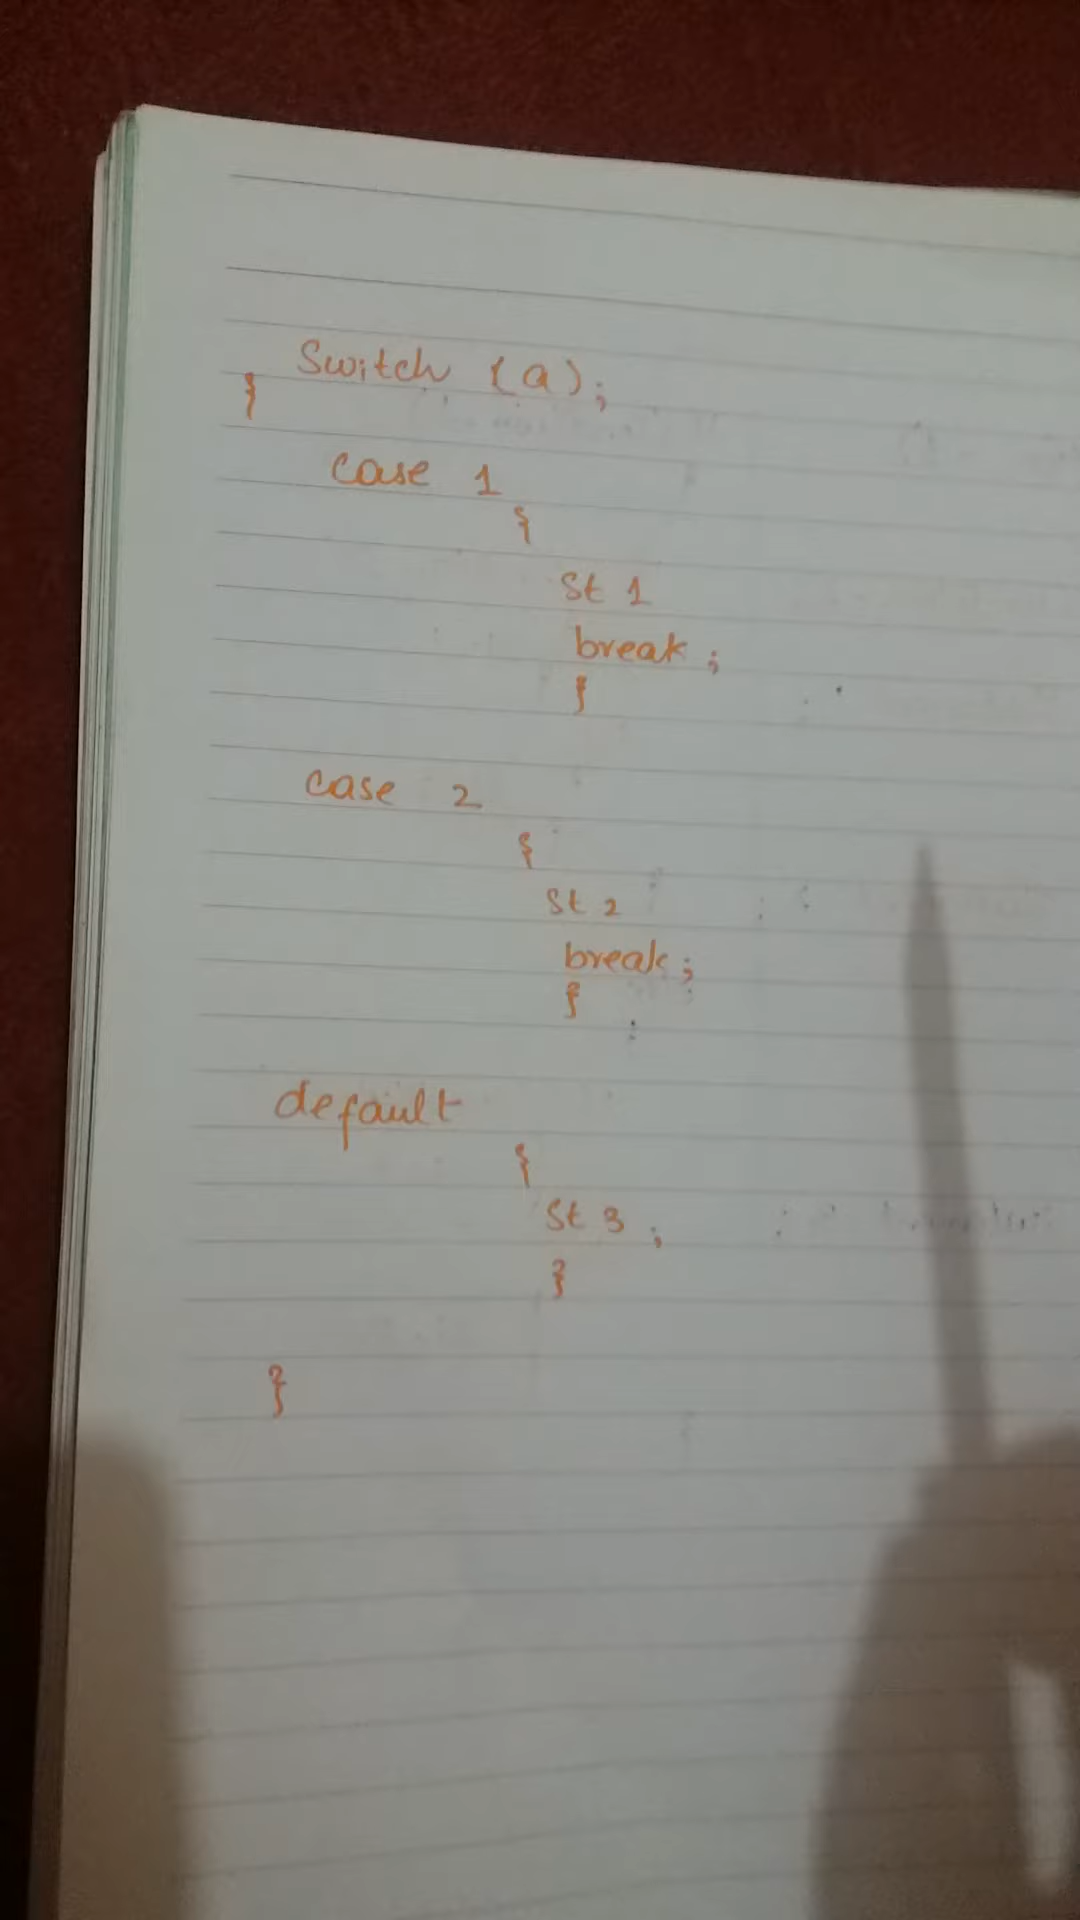 Switch (a);
{
case 1
{
St 1
break ;
}
case 2
{
St 2
break ;
}
default
{
St 3 ;
}
}